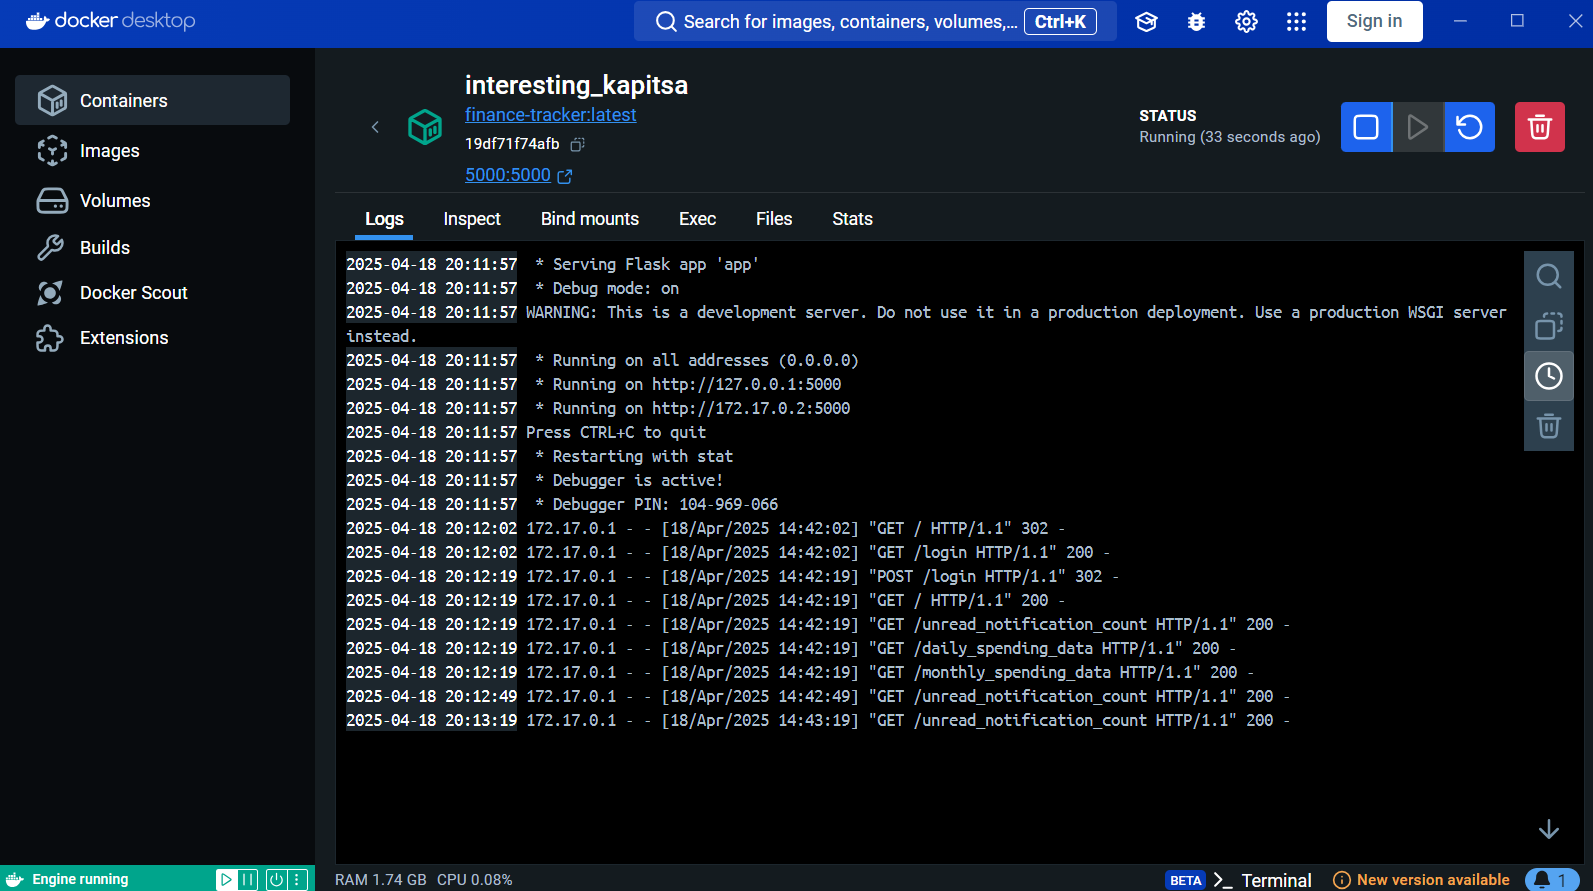 docker desktop
Search for images, containers, volumes,... Ctrl+K
Sign in
Containers
Images
Volumes
Builds
Docker Scout
Extensions
interesting_kapitsa
finance-tracker:latest
19df71f74afb
5000:5000
STATUS
Running (33 seconds ago)
Logs Inspect Bind mounts Exec Files Stats
2025-04-18 20:11:57  * Serving Flask app 'app'
2025-04-18 20:11:57  * Debug mode: on
2025-04-18 20:11:57 WARNING: This is a development server. Do not use it in a production deployment. Use a production WSGI server
instead.
2025-04-18 20:11:57  * Running on all addresses (0.0.0.0)
2025-04-18 20:11:57  * Running on http://127.0.0.1:5000
2025-04-18 20:11:57  * Running on http://172.17.0.2:5000
2025-04-18 20:11:57 Press CTRL+C to quit
2025-04-18 20:11:57  * Restarting with stat
2025-04-18 20:11:57  * Debugger is active!
2025-04-18 20:11:57  * Debugger PIN: 104-969-066
2025-04-18 20:12:02 172.17.0.1 - - [18/Apr/2025 14:42:02] "GET / HTTP/1.1" 302 -
2025-04-18 20:12:02 172.17.0.1 - - [18/Apr/2025 14:42:02] "GET /login HTTP/1.1" 200 -
2025-04-18 20:12:19 172.17.0.1 - - [18/Apr/2025 14:42:19] "POST /login HTTP/1.1" 302 -
2025-04-18 20:12:19 172.17.0.1 - - [18/Apr/2025 14:42:19] "GET / HTTP/1.1" 200 -
2025-04-18 20:12:19 172.17.0.1 - - [18/Apr/2025 14:42:19] "GET /unread_notification_count HTTP/1.1" 200 -
2025-04-18 20:12:19 172.17.0.1 - - [18/Apr/2025 14:42:19] "GET /daily_spending_data HTTP/1.1" 200 -
2025-04-18 20:12:19 172.17.0.1 - - [18/Apr/2025 14:42:19] "GET /monthly_spending_data HTTP/1.1" 200 -
2025-04-18 20:12:49 172.17.0.1 - - [18/Apr/2025 14:42:49] "GET /unread_notification_count HTTP/1.1" 200 -
2025-04-18 20:13:19 172.17.0.1 - - [18/Apr/2025 14:43:19] "GET /unread_notification_count HTTP/1.1" 200 -
Engine running
RAM 1.74 GB CPU 0.08%
BETA >_ Terminal
New version available
1